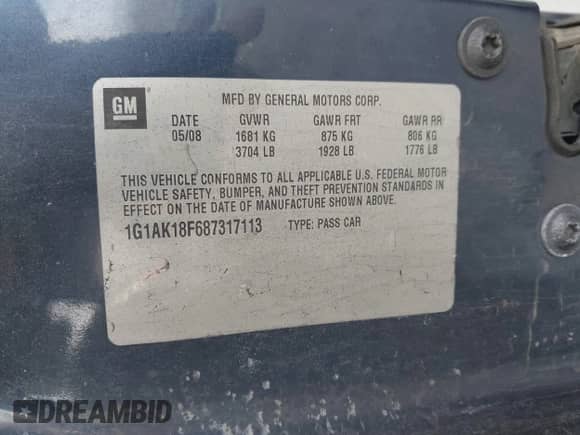 GM
MFD BY GENERAL MOTORS CORP.
DATE GVWR GAWR FRT GAWR RR
05/08 1681 KG 875 KG 806 KG
3704 LB 1928 LB 1776 LB
THIS VEHICLE CONFORMS TO ALL APPLICABLE U.S. FEDERAL MOTOR
VEHICLE SAFETY, BUMPER, AND THEFT PREVENTION STANDARDS IN
EFFECT ON THE DATE OF MANUFACTURE SHOWN ABOVE.
1G1AK18F687317113 TYPE: PASS CAR
DREAMBID